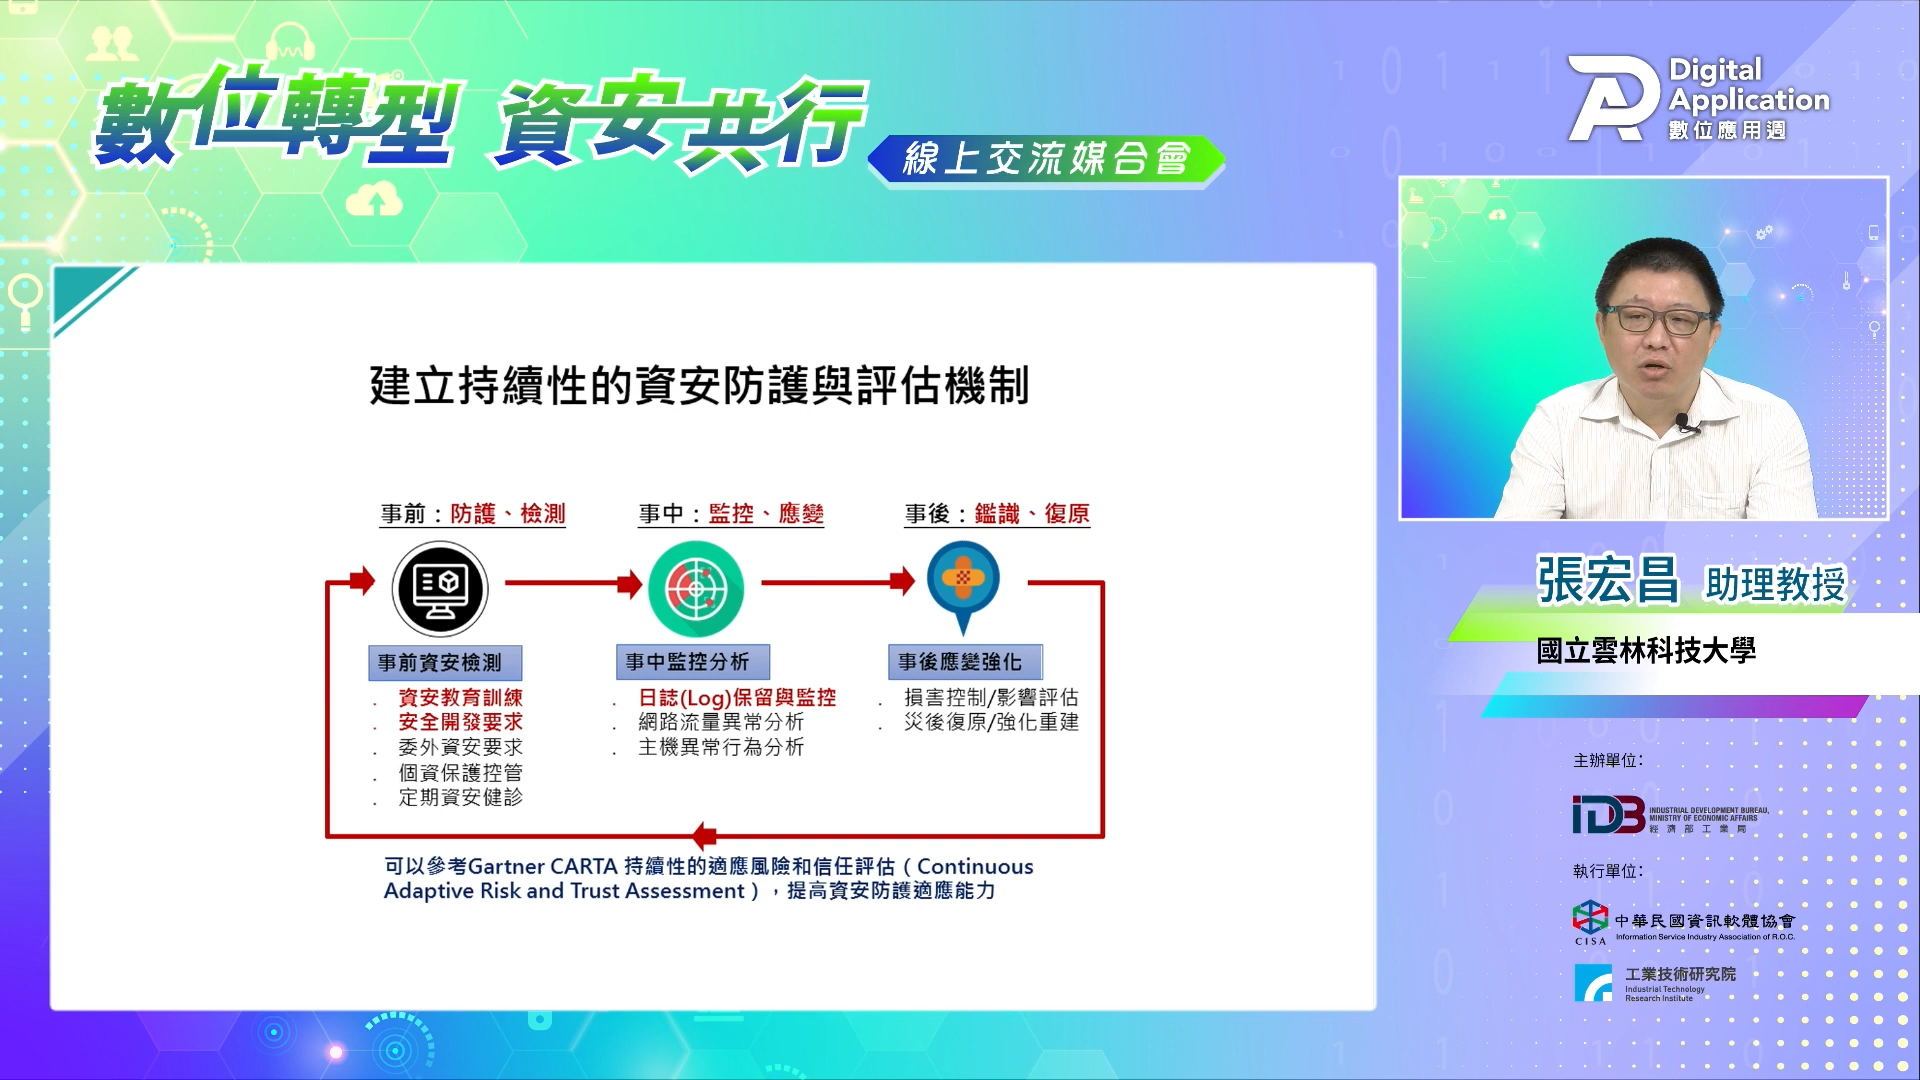 數位轉型 資安共行
線上交流媒合會
Digital
Application
數位應用週
建立持續性的資安防護與評估機制
事前：防護、檢測
事中：監控、應變
事後：鑑識、復原
事前資安檢測
. 資安教育訓練
. 安全開發要求
. 委外資安要求
. 個資保護控管
. 定期資安健診
事中監控分析
. 日誌(Log)保留與監控
. 網路流量異常分析
. 主機異常行為分析
事後應變強化
. 損害控制/影響評估
. 災後復原/強化重建
可以參考Gartner CARTA 持續性的適應風險和信任評估（Continuous
Adaptive Risk and Trust Assessment），提高資安防護適應能力
張宏昌 助理教授
國立雲林科技大學
主辦單位：
IDB
INDUSTRIAL DEVELOPMENT BUREAU,
MINISTRY OF ECONOMIC AFFAIRS
經濟部工業局
執行單位：
CISA
中華民國資訊軟體協會
Information Service Industry Association of R.O.C.
工業技術研究院
Industrial Technology
Research Institute